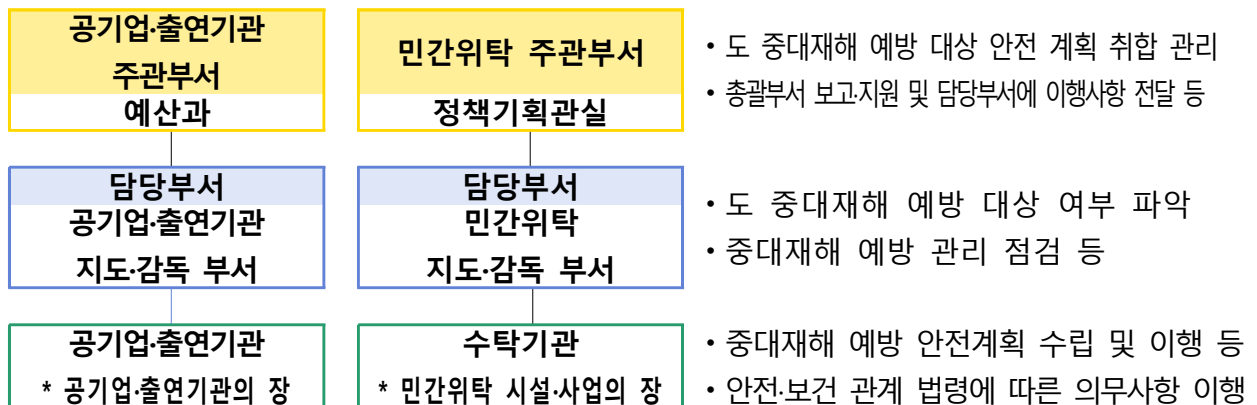 공기업·출연기관
주관부서
예산과
민간위탁 주관부서
정책기획관실
• 도 중대재해 예방 대상 안전 계획 취합 관리
• 총괄부서 보고·지원 및 담당부서에 이행사항 전달 등
담당부서
공기업·출연기관
지도·감독 부서
담당부서
민간위탁
지도·감독 부서
• 도 중대재해 예방 대상 여부 파악
• 중대재해 예방 관리 점검 등
공기업·출연기관
* 공기업·출연기관의 장
수탁기관
* 민간위탁 시설·사업의 장
• 중대재해 예방 안전계획 수립 및 이행 등
• 안전·보건 관계 법령에 따른 의무사항 이행